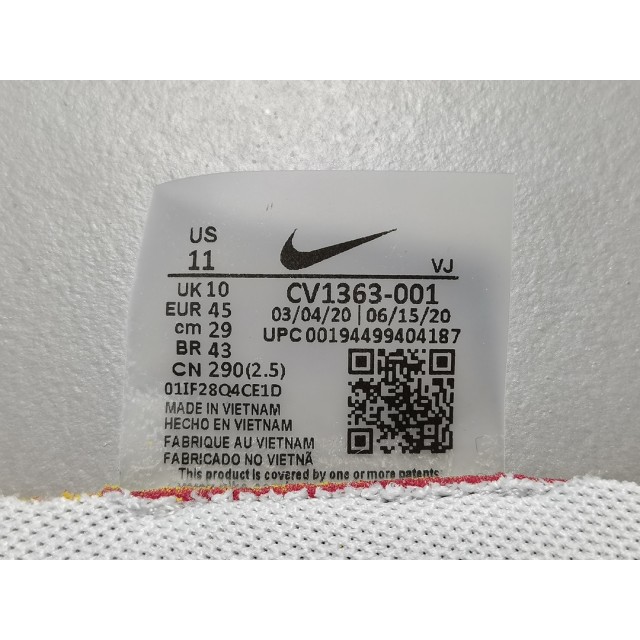 US
11
VJ
UK 10
EUR 45
cm 29
BR 43
CN 290(2.5)
CV1363-001
03/04/20 | 06/15/20
UPC 00194499404187
01IF28Q4CE1D
MADE IN VIETNAM
HECHO EN VIETNAM
FABRIQUE AU VIETNAM
FABRICADO NO VIETNÃ
This product is covered by one or more patents.